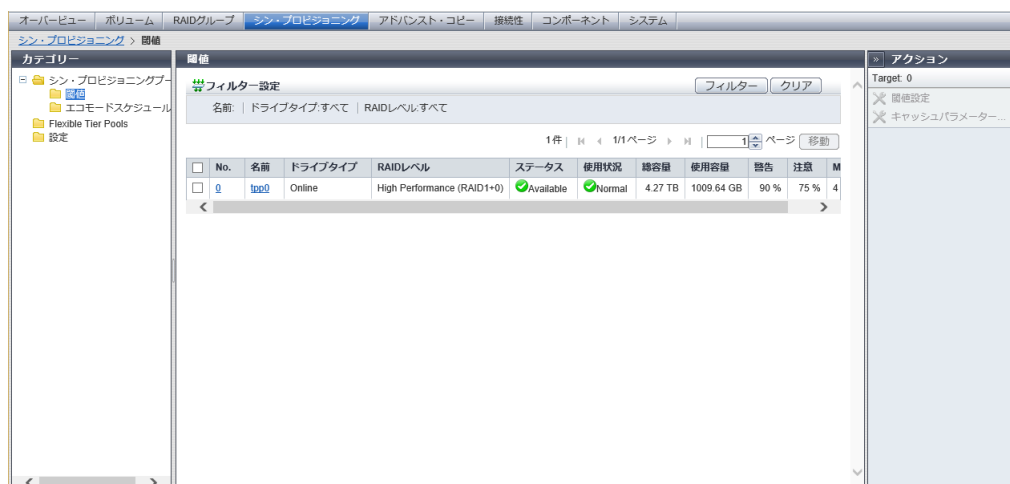 オーバービュー ボリューム RAIDグループ シン・プロビジョニング アドバンスト・コピー 接続性 コンポーネント システム
シン・プロビジョニング > 閾値
カテゴリー
シン・プロビジョニングプー
閾値
エコモードスケジュール
Flexible Tier Pools
設定
閾値
フィルター設定 フィルター クリア
名前: | ドライブタイプ:すべて | RAIDレベル:すべて
1件 | 1/1ページ | 1 ページ 移動
No. 名前 ドライブタイプ RAIDレベル ステータス 使用状況 総容量 使用容量 警告 注意 M
0 tpp0 Online High Performance (RAID1+0) Available Normal 4.27 TB 1009.64 GB 90 % 75 % 4
» アクション
Target: 0
閾値設定
キャッシュパラメーター...